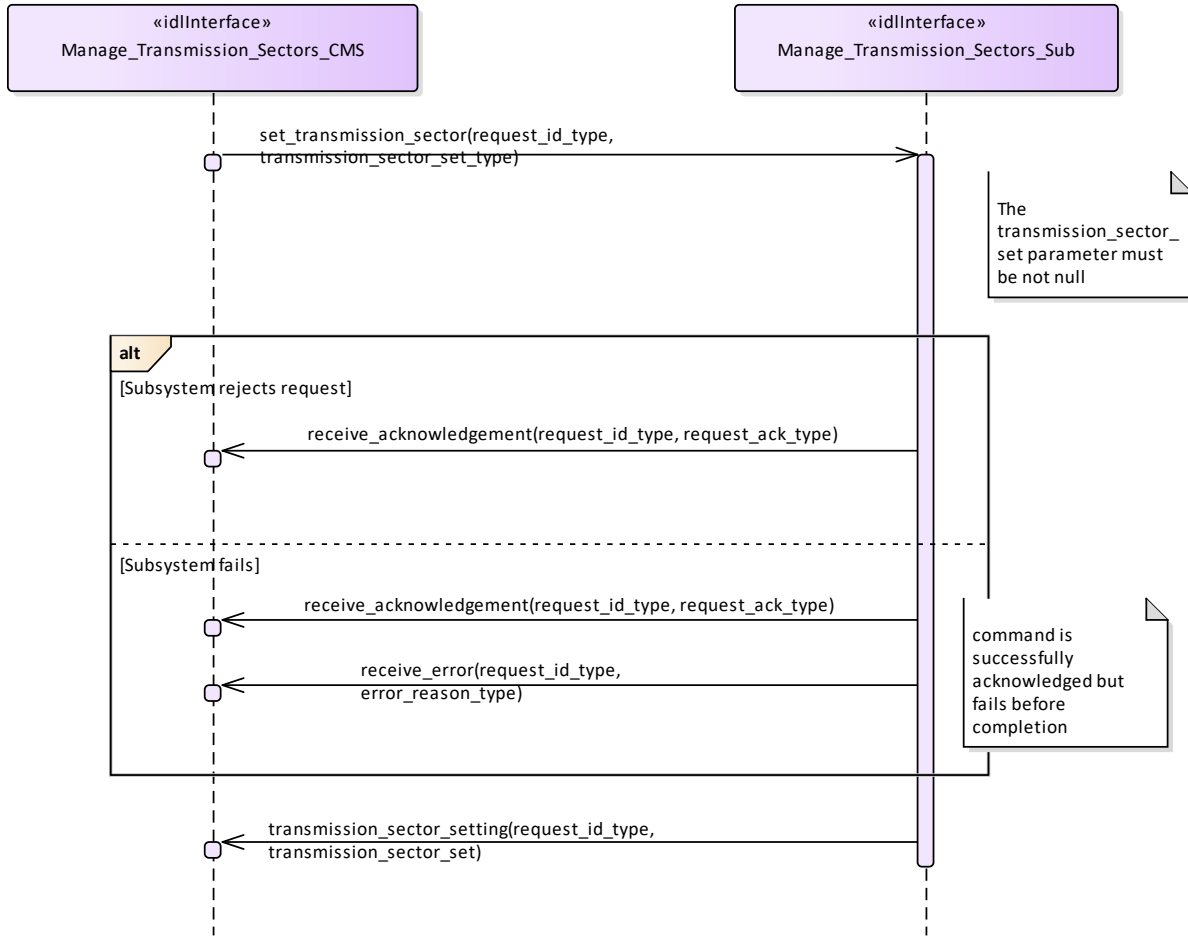 «idlInterface»
Manage_Transmission_Sectors_CMS
«idlInterface»
Manage_Transmission_Sectors_Sub
set_transmission_sector(request_id_type,
transmission_sector_set_type)
The
transmission_sector_
set parameter must
be not null
alt
[Subsystem rejects request]
receive_acknowledgement(request_id_type, request_ack_type)
[Subsystem fails]
receive_acknowledgement(request_id_type, request_ack_type)
receive_error(request_id_type,
error_reason_type)
command is
successfully
acknowledged but
fails before
completion
transmission_sector_setting(request_id_type,
transmission_sector_set)